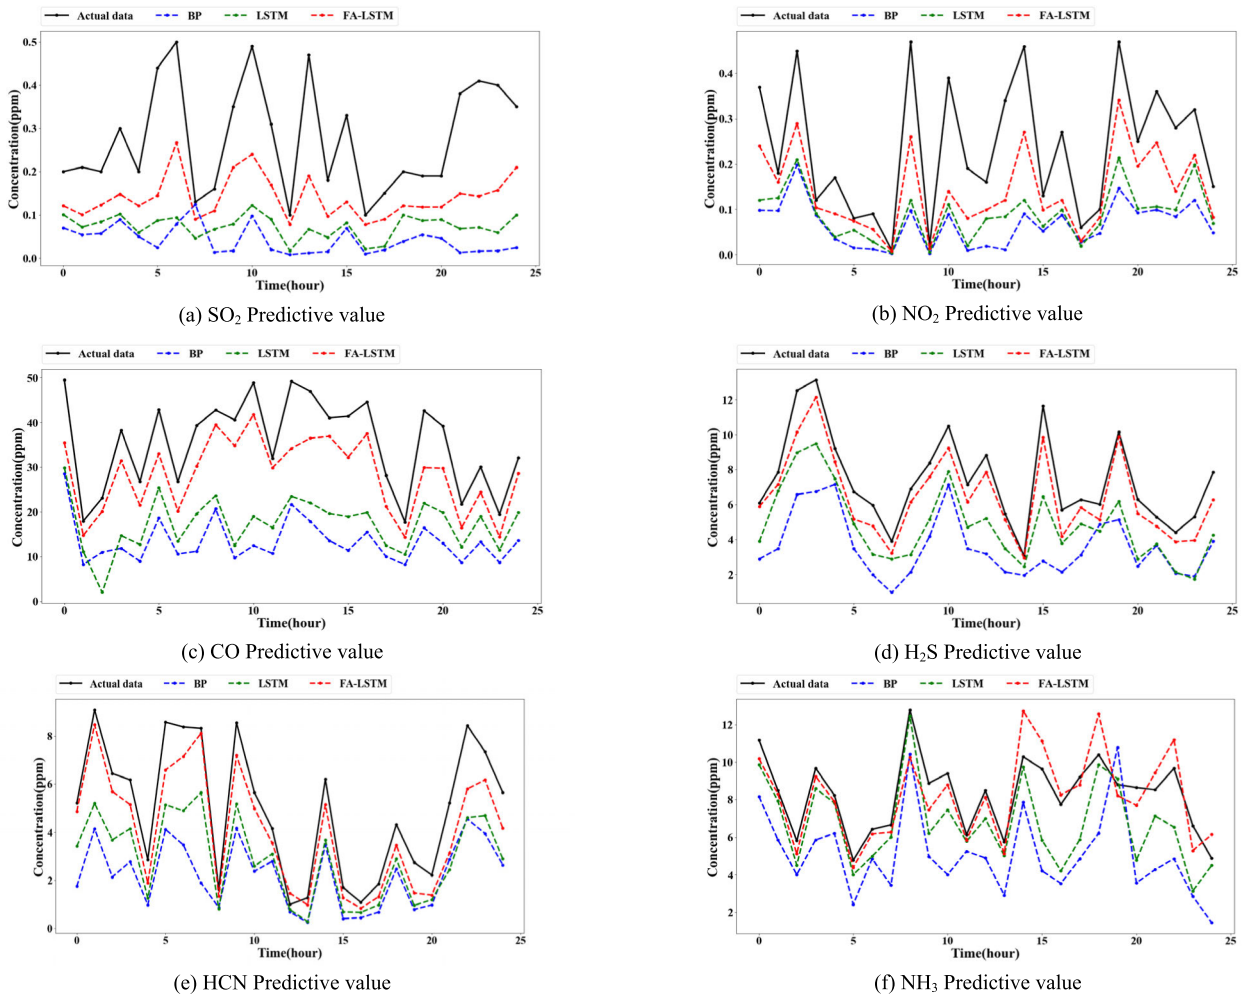 Actual data BP LSTM FA-LSTM
0.5
0.4
0.3
0.2
0.1
0.0
Concentration(ppm)
0 5 10 15 20 25
Time(hour)
(a) SO₂ Predictive value
Actual data BP LSTM FA-LSTM
0.4
0.3
0.2
0.1
0.0
Concentration(ppm)
0 5 10 15 20 25
Time(hour)
(b) NO₂ Predictive value
Actual data BP LSTM FA-LSTM
50
40
30
20
10
0
Concentration(ppm)
0 5 10 15 20 25
Time(hour)
(c) CO Predictive value
Actual data BP LSTM FA-LSTM
12
10
8
6
4
2
Concentration(ppm)
0 5 10 15 20 25
Time(hour)
(d) H₂S Predictive value
Actual data BP LSTM FA-LSTM
8
6
4
2
0
Concentration(ppm)
0 5 10 15 20 25
Time(hour)
(e) HCN Predictive value
Actual data BP LSTM FA-LSTM
12
10
8
6
4
2
Concentration(ppm)
0 5 10 15 20 25
Time(hour)
(f) NH₃ Predictive value